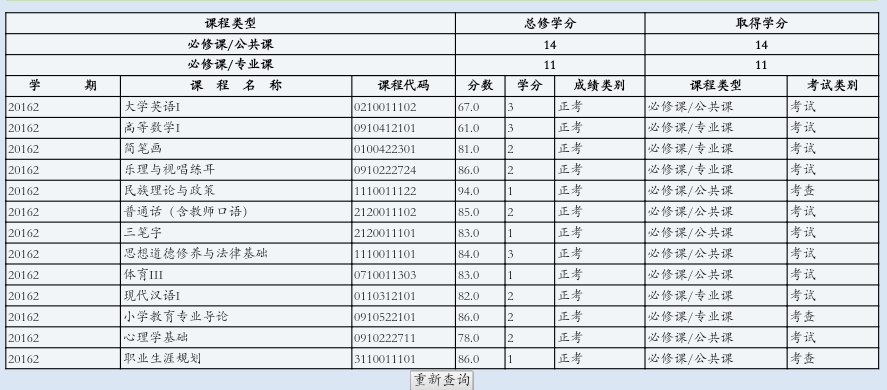 课程类型 总修学分 取得学分
必修课/公共课 14 14
必修课/专业课 11 11
学 期 课 程 名 称 课程代码 分数 学分 成绩类别 课程类型 考试类别
20162 大学英语I 0210011102 67.0 3 正考 必修课/公共课 考试
20162 高等数学I 0910412101 61.0 3 正考 必修课/专业课 考试
20162 简笔画 0100422301 81.0 2 正考 必修课/专业课 考试
20162 乐理与视唱练耳 0910222724 86.0 2 正考 必修课/专业课 考试
20162 民族理论与政策 1110011122 94.0 1 正考 必修课/公共课 考查
20162 普通话（含教师口语） 2120011102 85.0 2 正考 必修课/公共课 考试
20162 三笔字 2120011101 83.0 1 正考 必修课/公共课 考试
20162 思想道德修养与法律基础 1110011101 84.0 3 正考 必修课/公共课 考试
20162 体育III 0710011303 83.0 1 正考 必修课/公共课 考试
20162 现代汉语I 0110312101 82.0 2 正考 必修课/专业课 考试
20162 小学教育专业导论 0910522101 86.0 2 正考 必修课/专业课 考查
20162 心理学基础 0910222711 78.0 2 正考 必修课/公共课 考试
20162 职业生涯规划 3110011101 86.0 1 正考 必修课/公共课 考查
重新查询